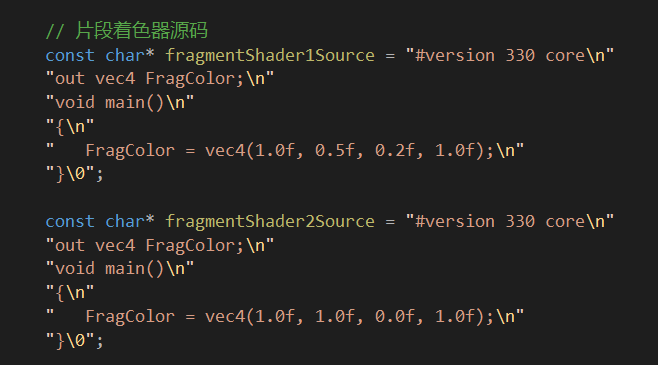 // 片段着色器源码
const char* fragmentShader1Source = "#version 330 core\n"
"out vec4 FragColor;\n"
"void main()\n"
"{\n"
"   FragColor = vec4(1.0f, 0.5f, 0.2f, 1.0f);\n"
"}\0";

const char* fragmentShader2Source = "#version 330 core\n"
"out vec4 FragColor;\n"
"void main()\n"
"{\n"
"   FragColor = vec4(1.0f, 1.0f, 0.0f, 1.0f);\n"
"}\0";